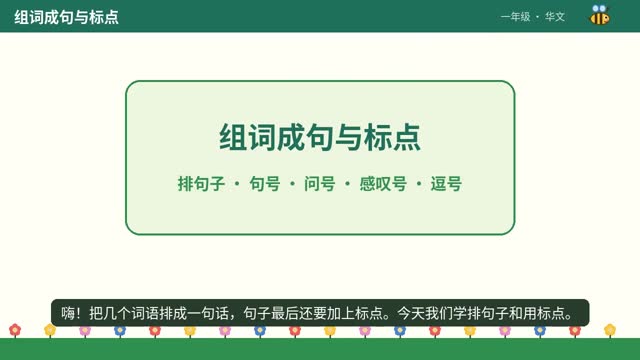 组词成句与标点
一年级 · 华文
组词成句与标点
排句子 · 句号 · 问号 · 感叹号 · 逗号
嗨！把几个词语排成一句话，句子最后还要加上标点。今天我们学排句子和用标点。